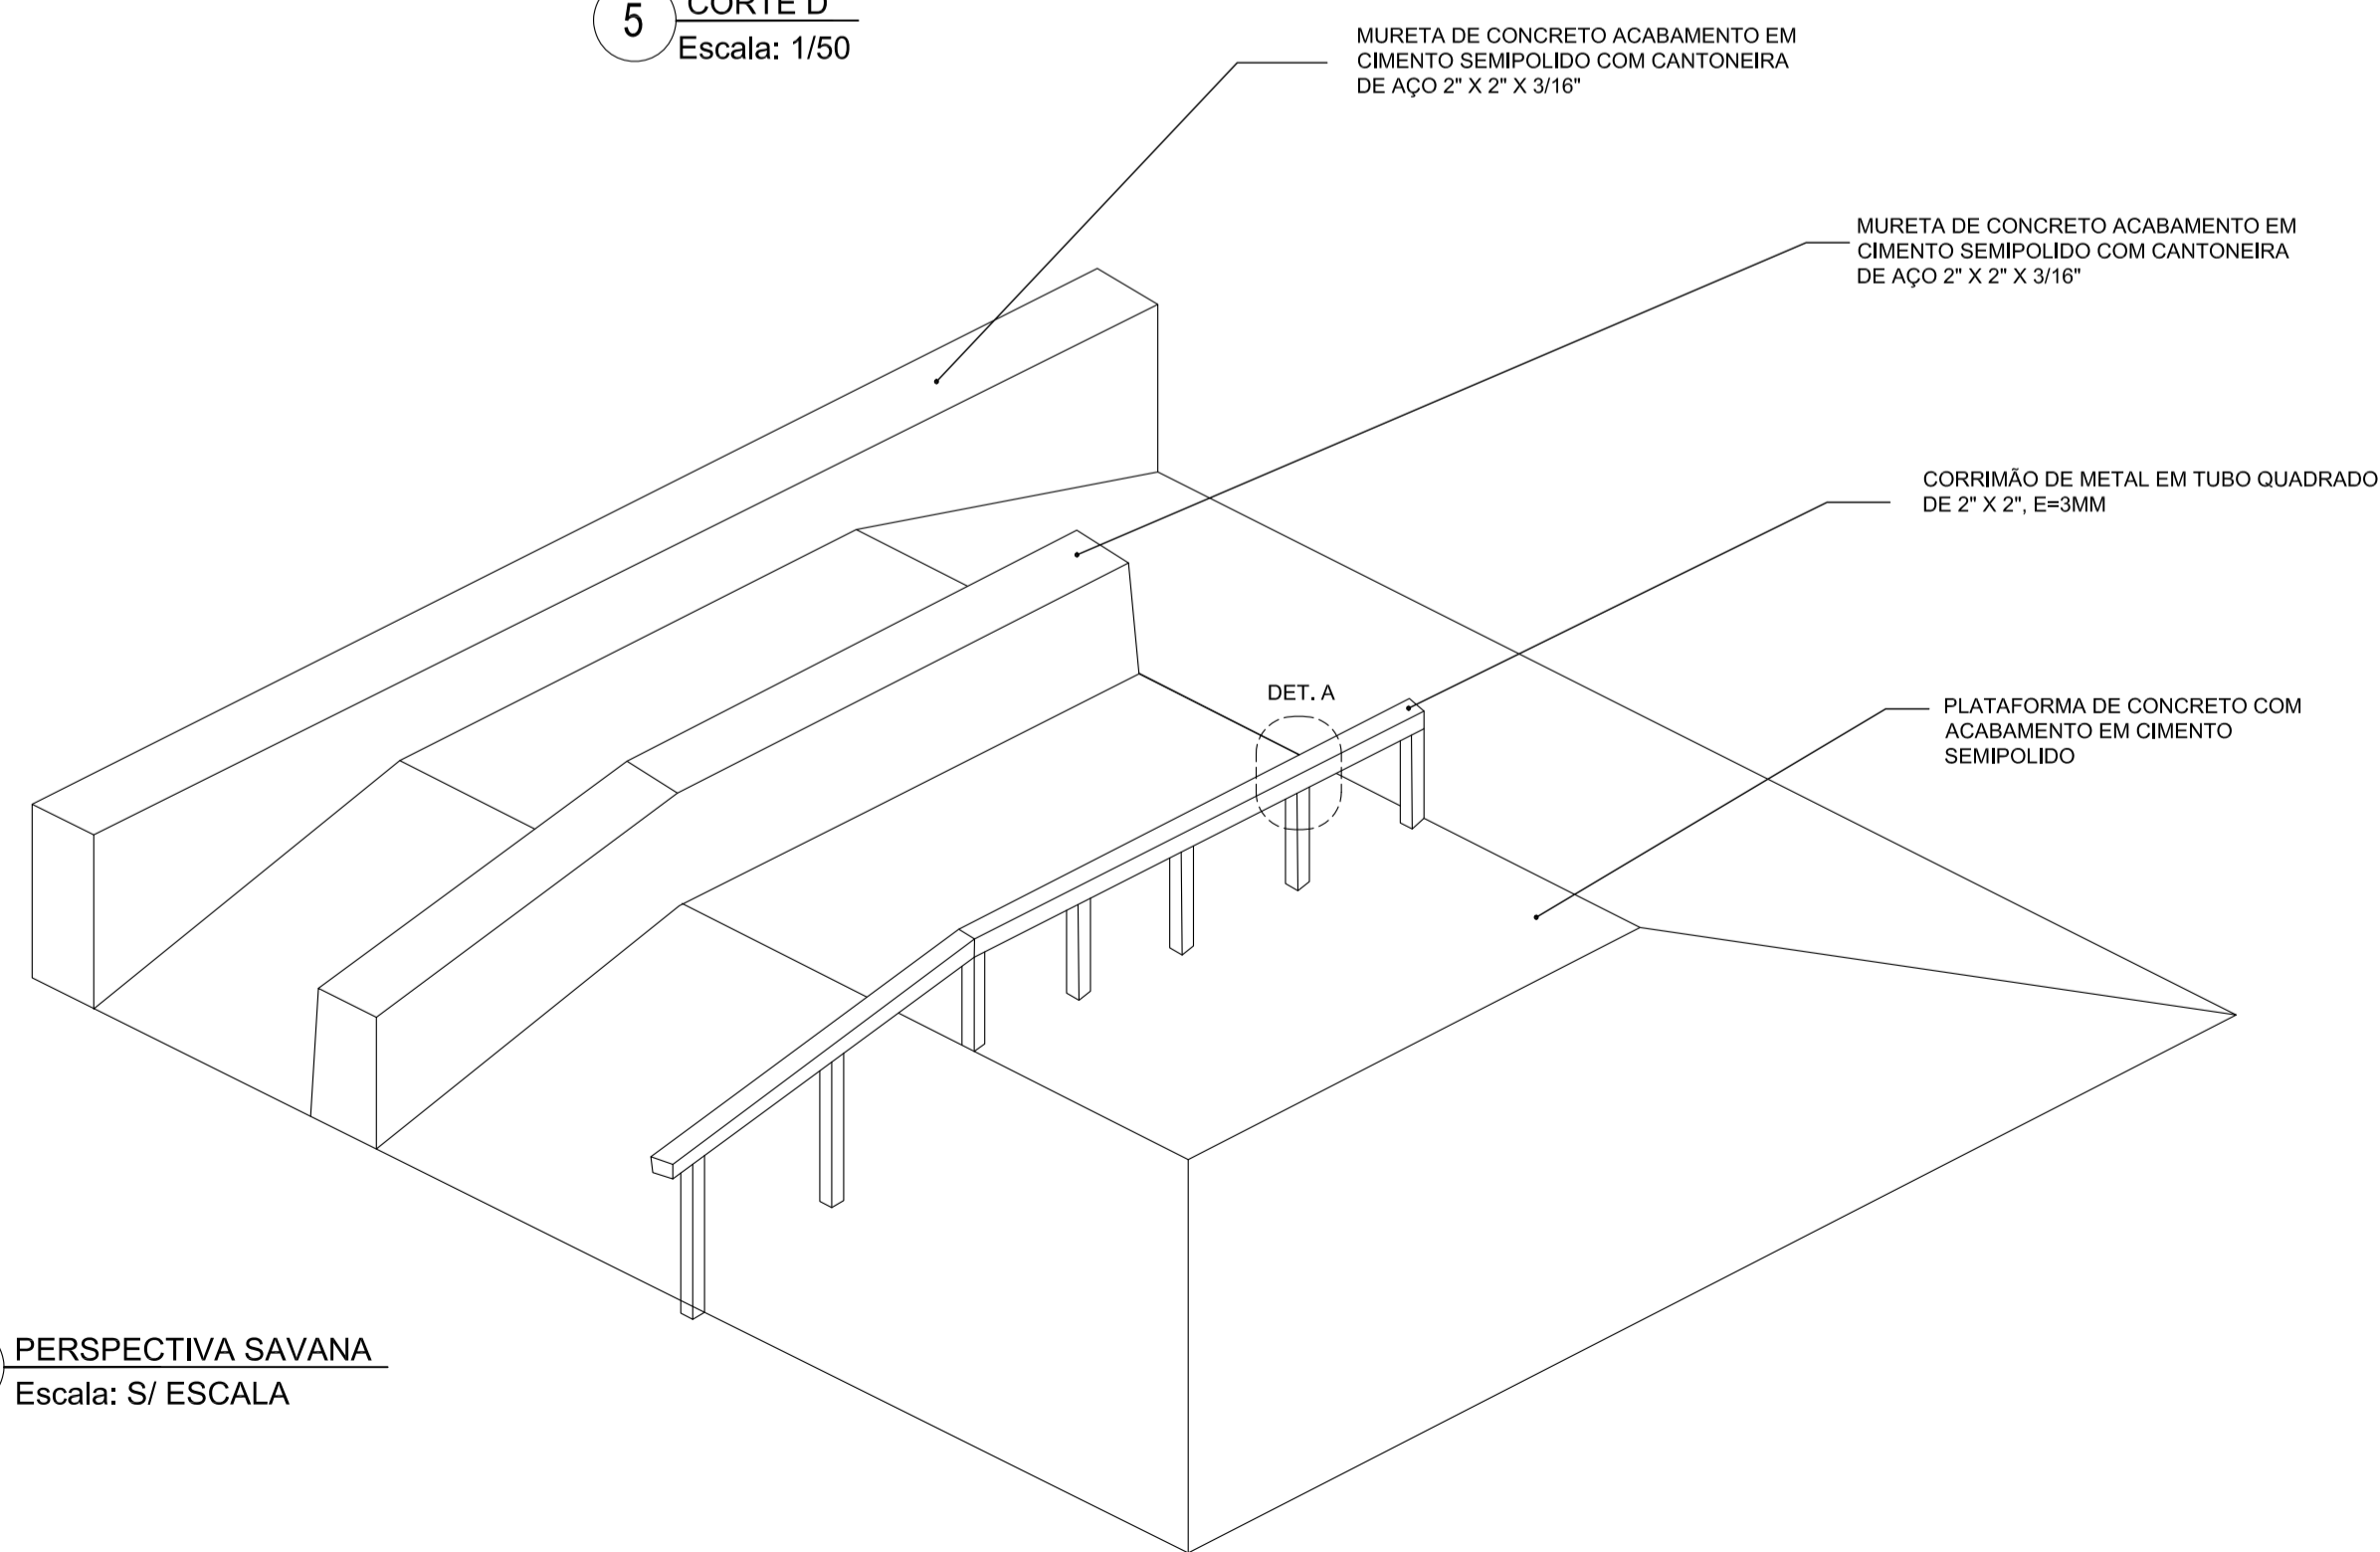 5
CORTE D
Escala: 1/50
MURETA DE CONCRETO ACABAMENTO EM
CIMENTO SEMIPOLIDO COM CANTONEIRA
DE AÇO 2" X 2" X 3/16"
MURETA DE CONCRETO ACABAMENTO EM
CIMENTO SEMIPOLIDO COM CANTONEIRA
DE AÇO 2" X 2" X 3/16"
CORRIMÃO DE METAL EM TUBO QUADRADO
DE 2" X 2", E=3MM
DET. A
PLATAFORMA DE CONCRETO COM
ACABAMENTO EM CIMENTO
SEMIPOLIDO
PERSPECTIVA SAVANA
Escala: S/ ESCALA